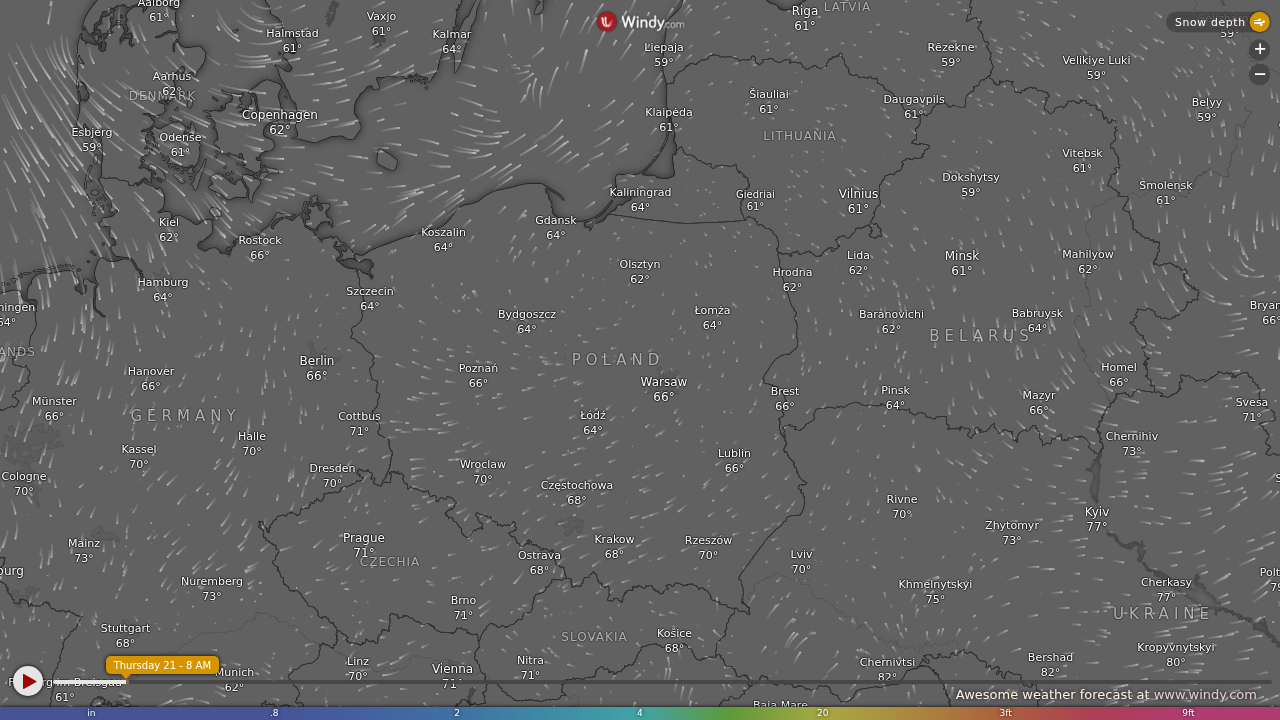 Aalborg
61°
Vaxjo
61°
Halmstad
61°
Kalmar
64°
Windy.com
Riga
61°
LATVIA
Snow depth
59°
Liepaja
59°
Rēzekne
59°
Velikiye Luki
59°
Aarhus
62°
DENMARK
Copenhagen
62°
Klaipėda
61°
Šiauliai
61°
Daugavpils
61°
Belyy
59°
Esbjerg
59°
Odense
61°
LITHUANIA
Vitebsk
61°
Kaliningrad
64°
Giedriai
61°
Vilnius
61°
Dokshytsy
59°
Smolensk
61°
Kiel
62°
Rostock
66°
Koszalin
64°
Gdansk
64°
Olsztyn
62°
Hrodna
62°
Lida
62°
Minsk
61°
Mahilyow
62°
Hamburg
64°
Szczecin
64°
Bydgoszcz
64°
Łomża
64°
Baranovichi
62°
Babruysk
64°
BELARUS
POLAND
Hanover
66°
Berlin
66°
Poznań
66°
Warsaw
66°
Brest
66°
Pinsk
64°
Mazyr
66°
Homel
66°
Münster
66°
GERMANY
Cottbus
71°
Łódź
64°
Svesa
71°
Kassel
70°
Halle
70°
Chernihiv
73°
Cologne
70°
Dresden
70°
Wroclaw
70°
Częstochowa
68°
Lublin
66°
Rivne
70°
Zhytomyr
73°
Kyiv
77°
Mainz
73°
Prague
71°
CZECHIA
Ostrava
68°
Krakow
68°
Rzeszow
70°
Lviv
70°
Nuremberg
73°
Brno
71°
Khmelnytskyi
75°
Cherkasy
77°
UKRAINE
Stuttgart
68°
SLOVAKIA
Košice
68°
Kropyvnytskyi
80°
Thursday 21 - 8 AM
61°
Munich
62°
Linz
70°
Vienna
71°
Nitra
71°
Chernivtsi
82°
Bershad
82°
Baia Mare
Awesome weather forecast at www.windy.com
in .8 2 4 20 3ft 9ft